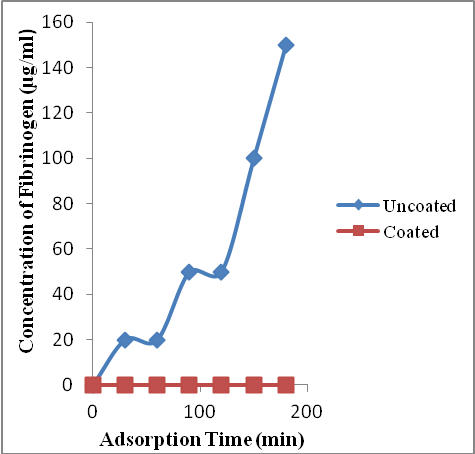 Concentration of Fibrinogen (µg/ml)
160
140
120
100
80
60
40
20
0
0 100 200
Adsorption Time (min)
Uncoated
Coated